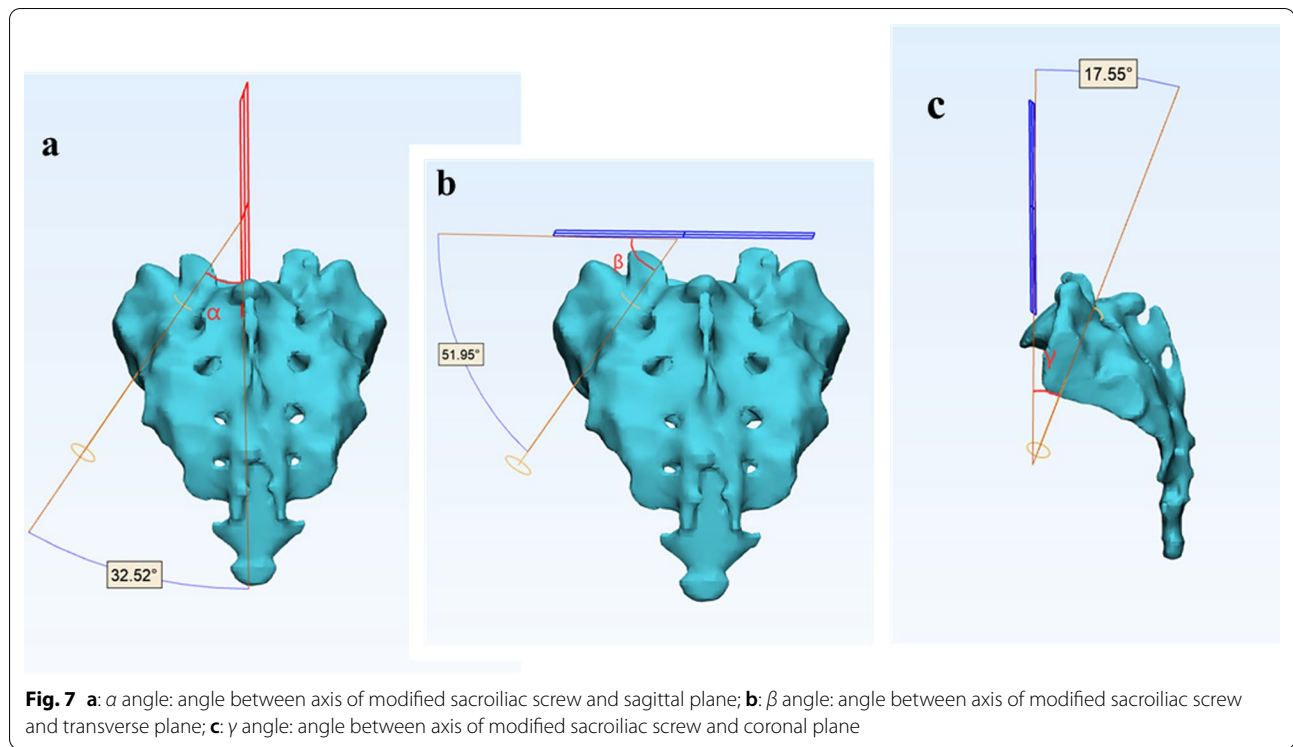 a
α
32.52°
b
β
51.95°
c
17.55°
γ
Fig. 7 a: α angle: angle between axis of modified sacroiliac screw and sagittal plane; b: β angle: angle between axis of modified sacroiliac screw
and transverse plane; c: γ angle: angle between axis of modified sacroiliac screw and coronal plane